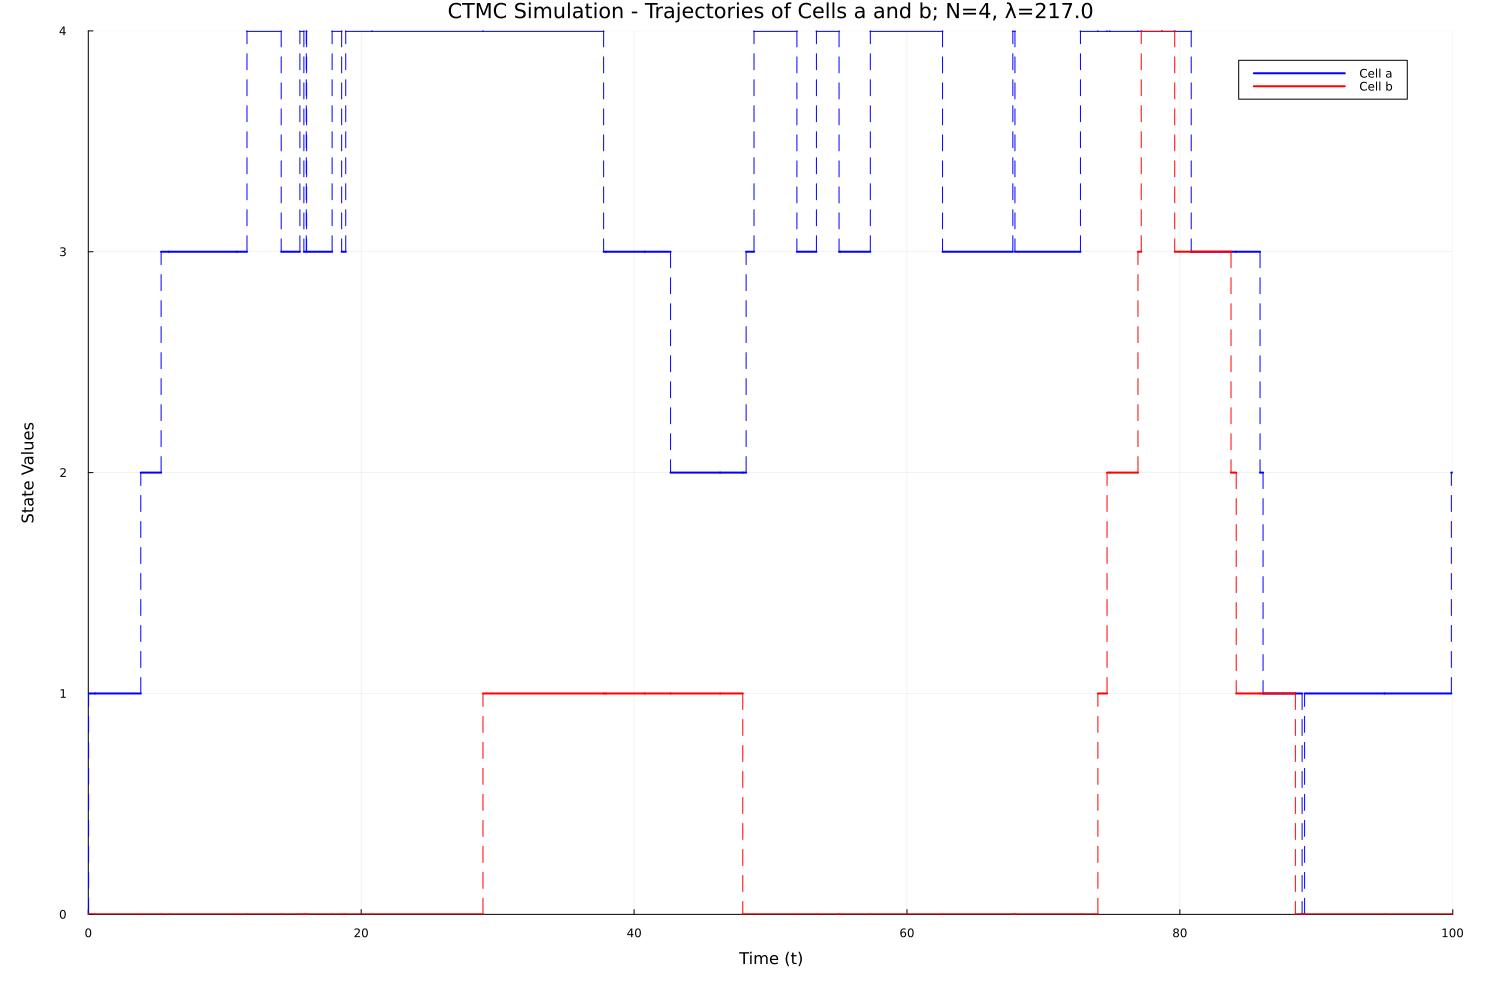 CTMC Simulation - Trajectories of Cells a and b; N=4, λ=217.0
4
3
2
1
0
State Values
Cell a
Cell b
0 20 40 60 80 100
Time (t)